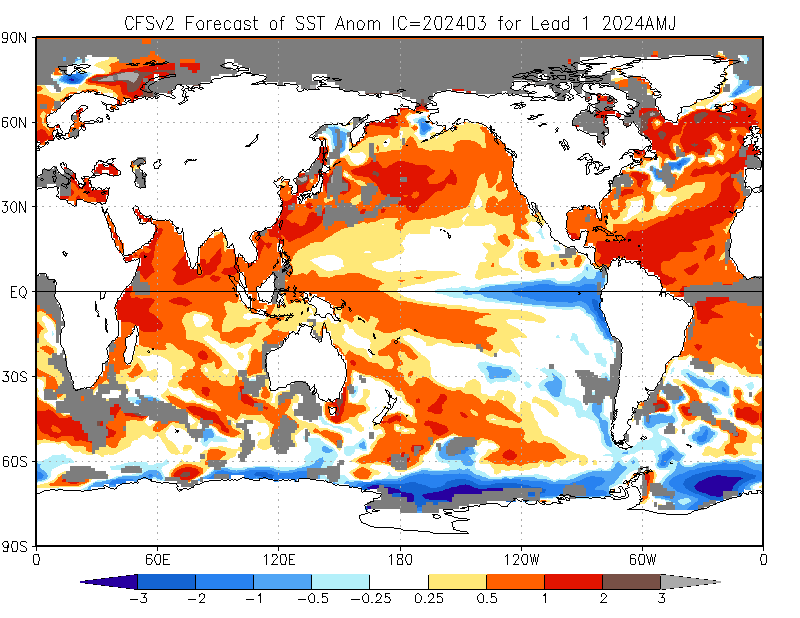 CFSv2 Forecast of SST Anom IC=202403 for Lead 1 2024AMJ
90N
60N
30N
EQ
30S
60S
90S
0 60E 120E 180 120W 60W 0
-3 -2 -1 -0.5 -0.25 0.25 0.5 1 2 3